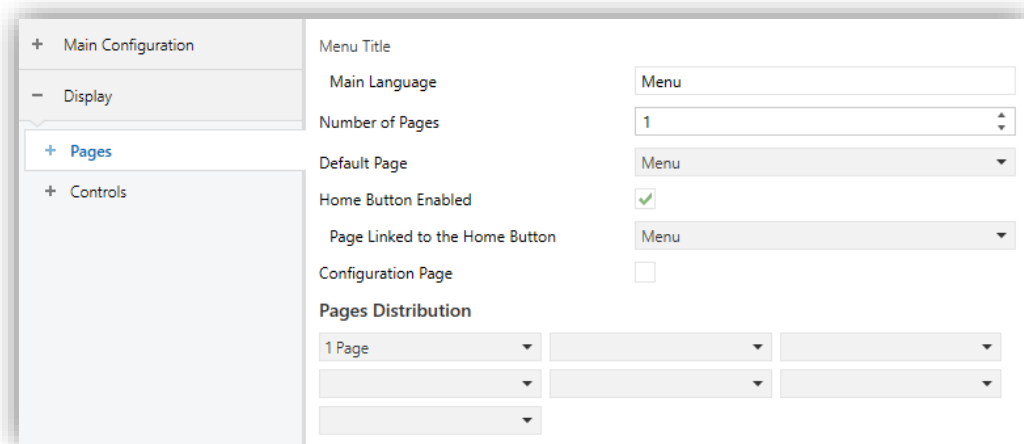 Main Configuration
Display
Pages
Controls
Menu Title
Main Language Menu
Number of Pages 1
Default Page Menu
Home Button Enabled
Page Linked to the Home Button Menu
Configuration Page
Pages Distribution
1 Page